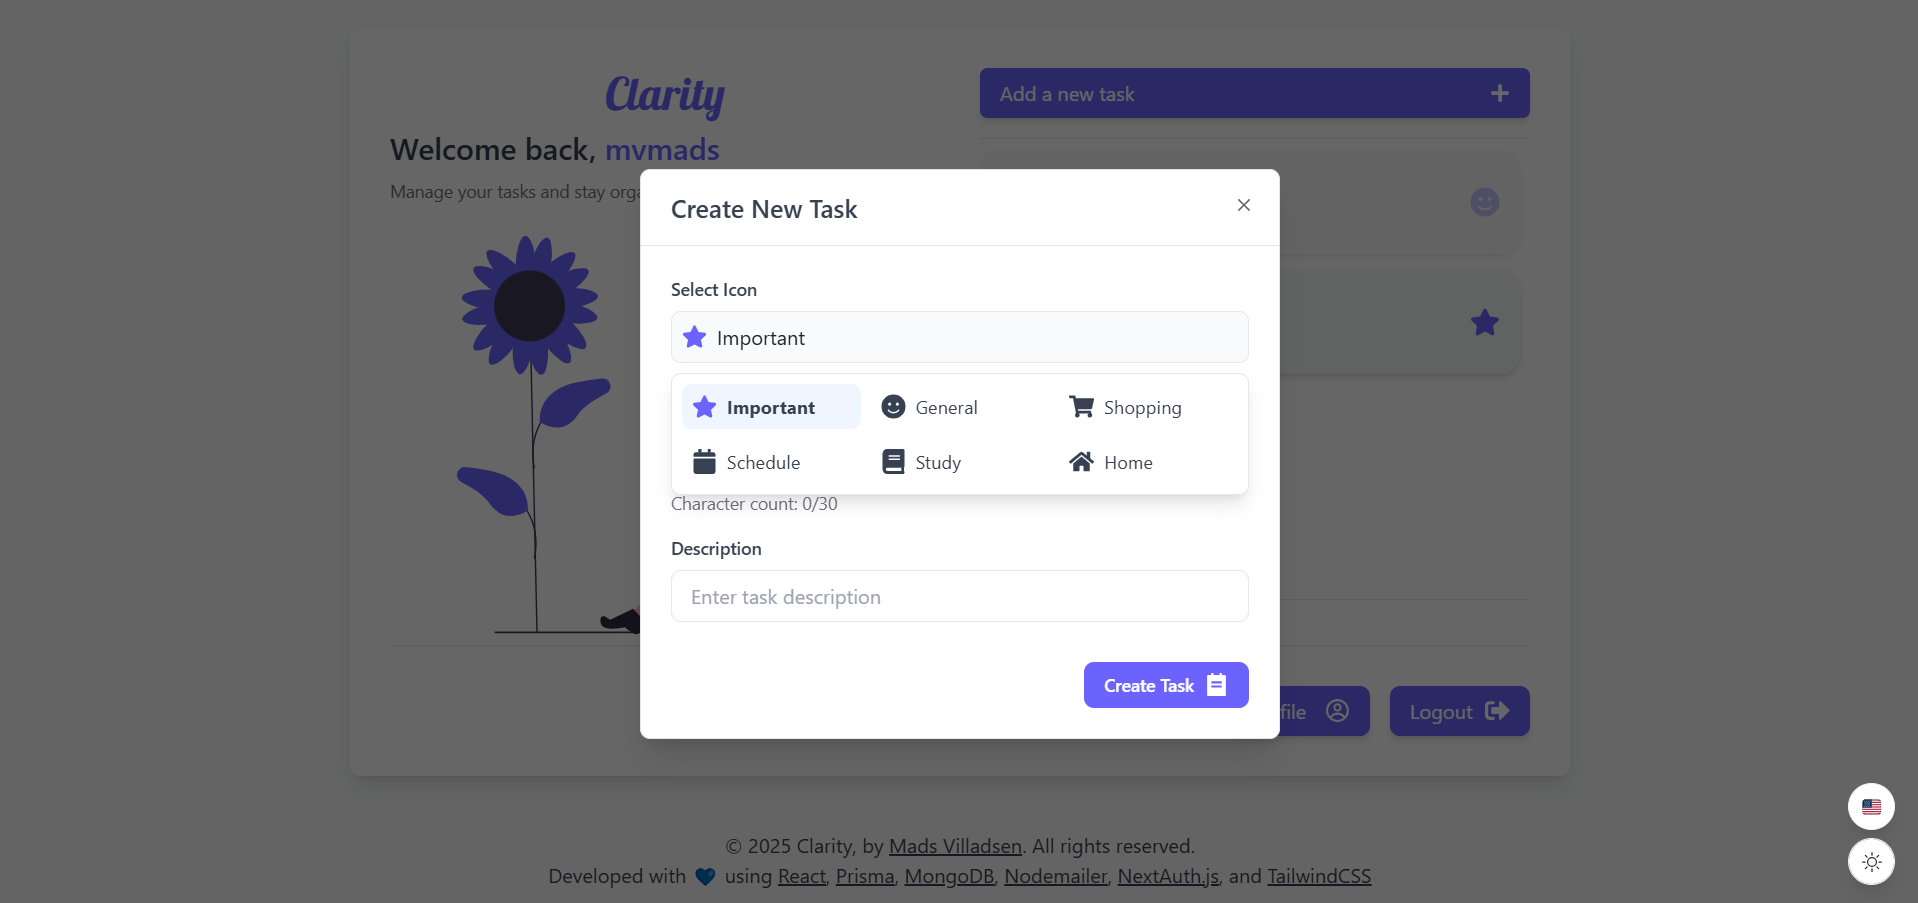 Clarity
Welcome back, mvmads
Manage your tasks and stay
Add a new task
Create New Task
Select Icon
Important
Important
General
Shopping
Schedule
Study
Home
Character count: 0/30
Description
Enter task description
Create Task
Logout
© 2025 Clarity, by Mads Villadsen. All rights reserved.
Developed with using React, Prisma, MongoDB, Nodemailer, NextAuth.js, and TailwindCSS